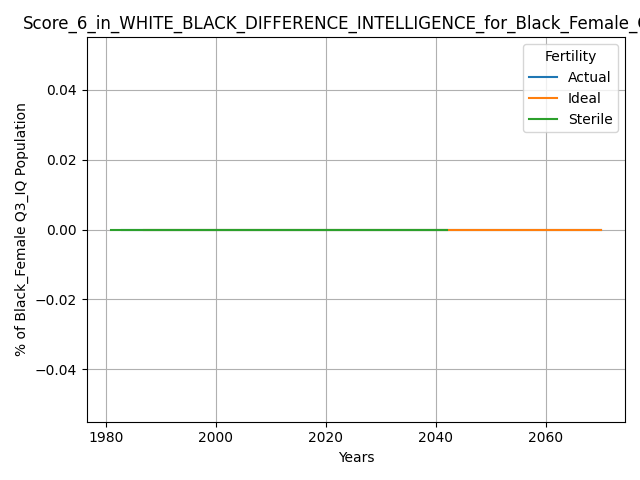 Score_6_in_WHITE_BLACK_DIFFERENCE_INTELLIGENCE_for_Black_Female_
Fertility
Actual
Ideal
Sterile
% of Black_Female Q3_IQ Population
0.04
0.02
0.00
−0.02
−0.04
1980
2000
2020
2040
2060
Years